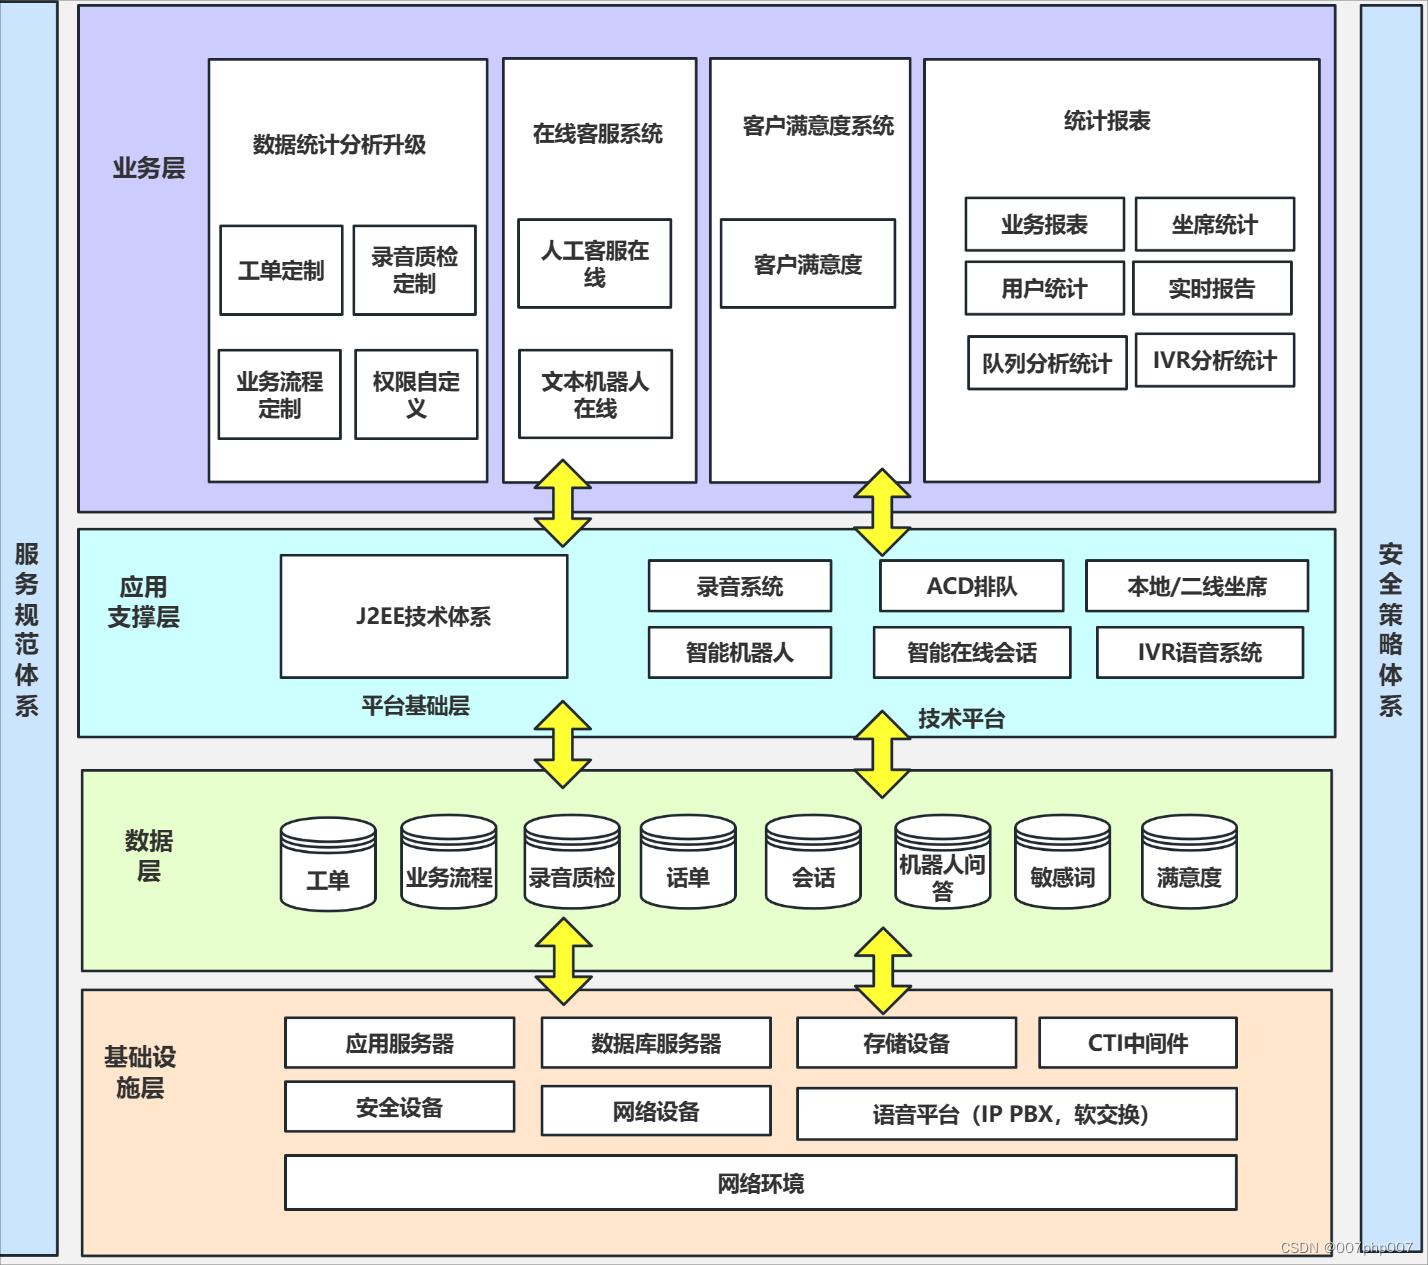 服
务
规
范
体
系
业务层
数据统计分析升级
工单定制
录音质检
定制
业务流程
定制
权限自定
义
在线客服系统
人工客服在
线
文本机器人
在线
客户满意度系统
客户满意度
统计报表
业务报表
坐席统计
用户统计
实时报告
队列分析统计
IVR分析统计
应用
支撑层
J2EE技术体系
平台基础层
录音系统
ACD排队
本地/二线坐席
智能机器人
智能在线会话
IVR语音系统
技术平台
数据
层
工单
业务流程
录音质检
话单
会话
机器人问
答
敏感词
满意度
基础设
施层
应用服务器
数据库服务器
存储设备
CTI中间件
安全设备
网络设备
语音平台（IP PBX，软交换）
网络环境
安
全
策
略
体
系
CSDN @007php007